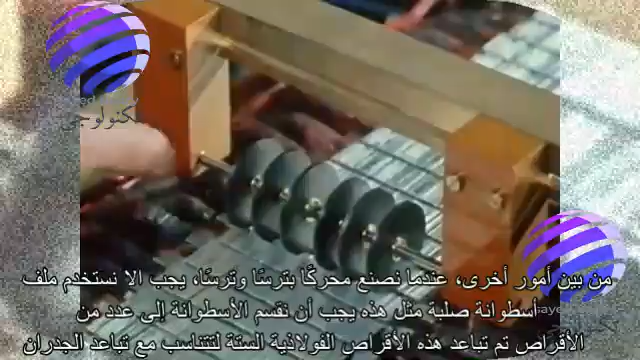 تكنولوجي
من بين أمور أخرى، عندما نصنع محركًا بترسًا وترسًا، يجب الا نستخدم ملف
أسطوانة صلبة مثل هذه يجب أن نقسم الأسطوانة إلى عدد من
الأقراص تم تباعد هذه الأقراص الفولاذية الستة لتتناسب مع تباعد الجدران